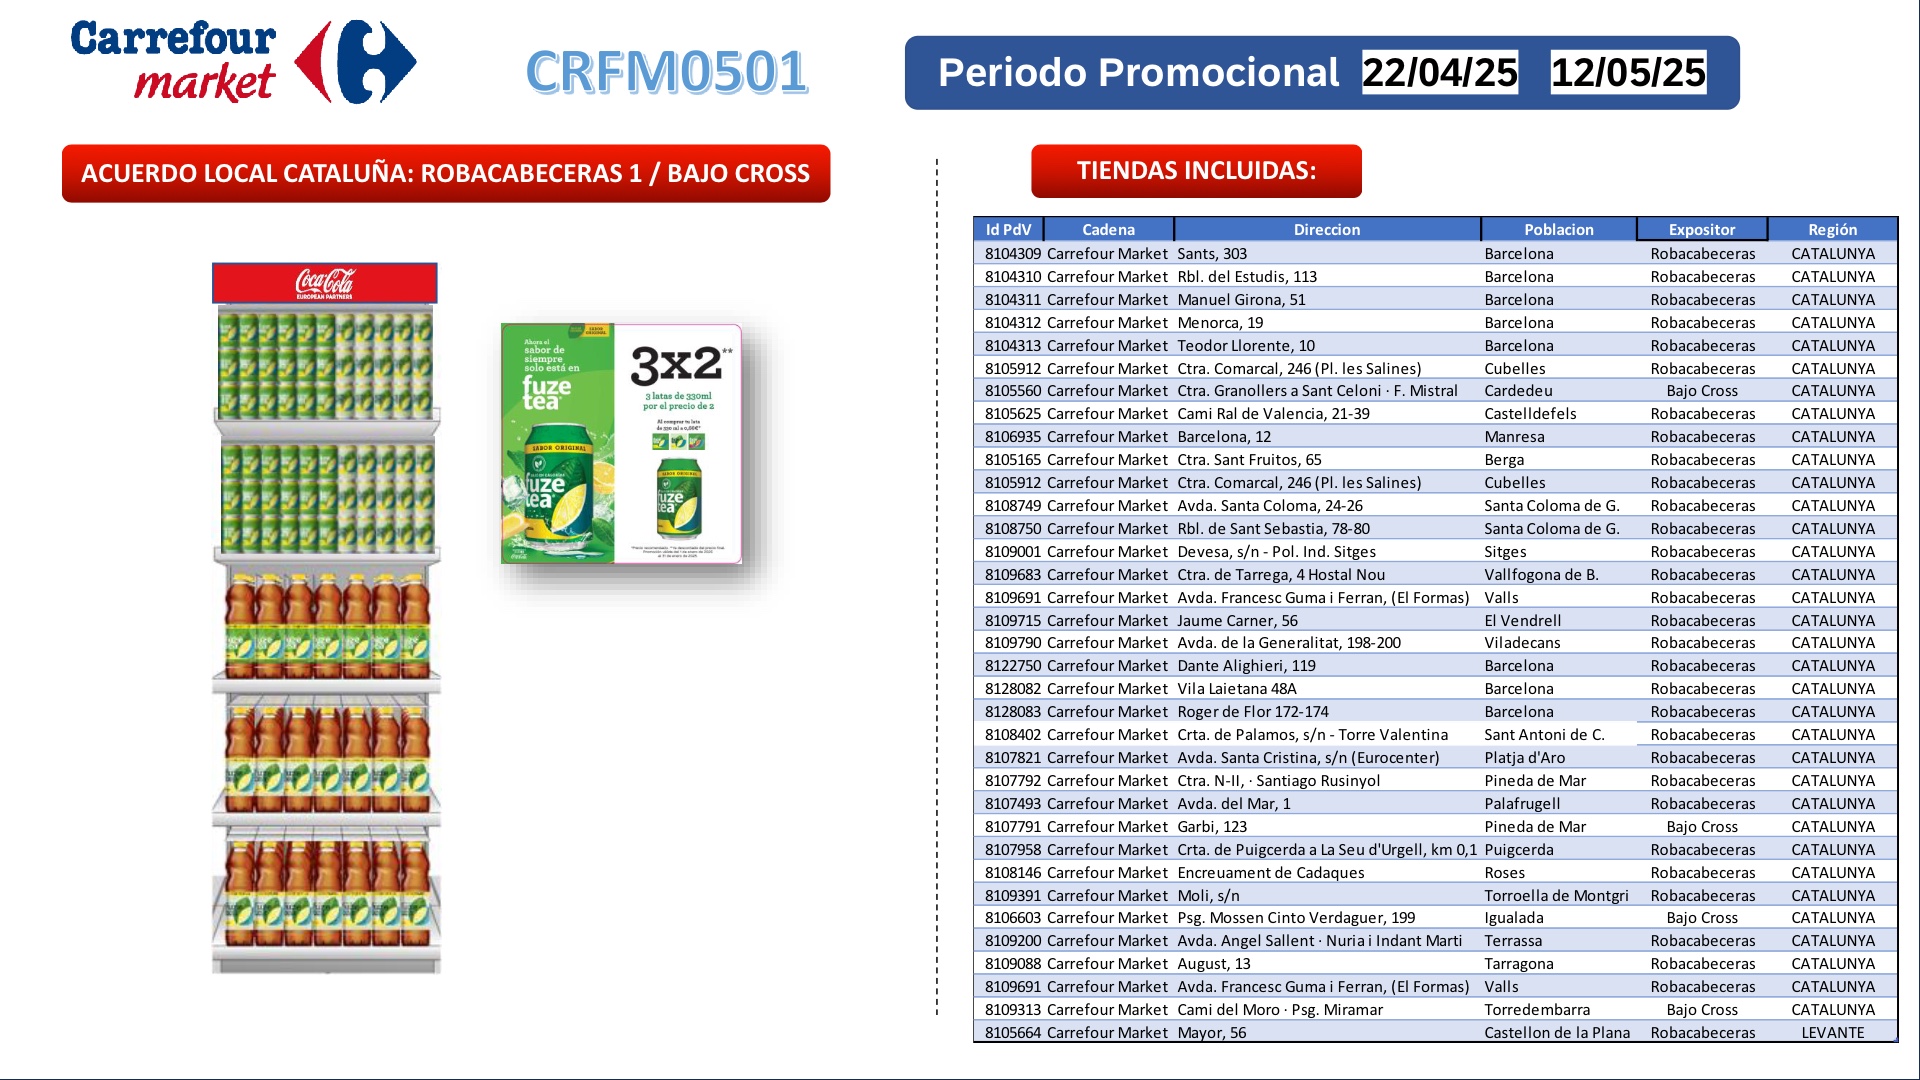 Carrefour
market
CRFM0501
Periodo Promocional 22/04/25 12/05/25
ACUERDO LOCAL CATALUÑA: ROBACABECERAS 1 / BAJO CROSS
Coca-Cola
EUROPEAN PARTNERS
Ahora el
sabor de
siempre
solo está en
fuze
tea
SABOR ORIGINAL
fuze
tea
SABOR ORIGINAL
3x2**
3 latas de 330ml
por el precio de 2
Al comprar tu lata
fuze
tea
TIENDAS INCLUIDAS:
Id PdV Cadena Direccion Poblacion Expositor Región
8104309 Carrefour Market Sants, 303 Barcelona Robacabeceras CATALUNYA
8104310 Carrefour Market Rbl. del Estudis, 113 Barcelona Robacabeceras CATALUNYA
8104311 Carrefour Market Manuel Girona, 51 Barcelona Robacabeceras CATALUNYA
8104312 Carrefour Market Menorca, 19 Barcelona Robacabeceras CATALUNYA
8104313 Carrefour Market Teodor Llorente, 10 Barcelona Robacabeceras CATALUNYA
8105912 Carrefour Market Ctra. Comarcal, 246 (Pl. les Salines) Cubelles Robacabeceras CATALUNYA
8105560 Carrefour Market Ctra. Granollers a Sant Celoni · F. Mistral Cardedeu Bajo Cross CATALUNYA
8105625 Carrefour Market Cami Ral de Valencia, 21-39 Castelldefels Robacabeceras CATALUNYA
8106935 Carrefour Market Barcelona, 12 Manresa Robacabeceras CATALUNYA
8105165 Carrefour Market Ctra. Sant Fruitos, 65 Berga Robacabeceras CATALUNYA
8105912 Carrefour Market Ctra. Comarcal, 246 (Pl. les Salines) Cubelles Robacabeceras CATALUNYA
8108749 Carrefour Market Avda. Santa Coloma, 24-26 Santa Coloma de G. Robacabeceras CATALUNYA
8108750 Carrefour Market Rbl. de Sant Sebastia, 78-80 Santa Coloma de G. Robacabeceras CATALUNYA
8109001 Carrefour Market Devesa, s/n - Pol. Ind. Sitges Sitges Robacabeceras CATALUNYA
8109683 Carrefour Market Ctra. de Tarrega, 4 Hostal Nou Vallfogona de B. Robacabeceras CATALUNYA
8109691 Carrefour Market Avda. Francesc Guma i Ferran, (El Formas) Valls Robacabeceras CATALUNYA
8109715 Carrefour Market Jaume Carner, 56 El Vendrell Robacabeceras CATALUNYA
8109790 Carrefour Market Avda. de la Generalitat, 198-200 Viladecans Robacabeceras CATALUNYA
8122750 Carrefour Market Dante Alighieri, 119 Barcelona Robacabeceras CATALUNYA
8128082 Carrefour Market Vila Laietana 48A Barcelona Robacabeceras CATALUNYA
8128083 Carrefour Market Roger de Flor 172-174 Barcelona Robacabeceras CATALUNYA
8108402 Carrefour Market Crta. de Palamos, s/n - Torre Valentina Sant Antoni de C. Robacabeceras CATALUNYA
8107821 Carrefour Market Avda. Santa Cristina, s/n (Eurocenter) Platja d'Aro Robacabeceras CATALUNYA
8107792 Carrefour Market Ctra. N-II, · Santiago Rusinyol Pineda de Mar Robacabeceras CATALUNYA
8107493 Carrefour Market Avda. del Mar, 1 Palafrugell Robacabeceras CATALUNYA
8107791 Carrefour Market Garbi, 123 Pineda de Mar Bajo Cross CATALUNYA
8107958 Carrefour Market Crta. de Puigcerda a La Seu d'Urgell, km 0,1 Puigcerda Robacabeceras CATALUNYA
8108146 Carrefour Market Encreuament de Cadaques Roses Robacabeceras CATALUNYA
8109391 Carrefour Market Moli, s/n Torroella de Montgri Robacabeceras CATALUNYA
8106603 Carrefour Market Psg. Mossen Cinto Verdaguer, 199 Igualada Bajo Cross CATALUNYA
8109200 Carrefour Market Avda. Angel Sallent · Nuria i Indant Marti Terrassa Robacabeceras CATALUNYA
8109088 Carrefour Market August, 13 Tarragona Robacabeceras CATALUNYA
8109691 Carrefour Market Avda. Francesc Guma i Ferran, (El Formas) Valls Robacabeceras CATALUNYA
8109313 Carrefour Market Cami del Moro · Psg. Miramar Torredembarra Bajo Cross CATALUNYA
8105664 Carrefour Market Mayor, 56 Castellon de la Plana Robacabeceras LEVANTE